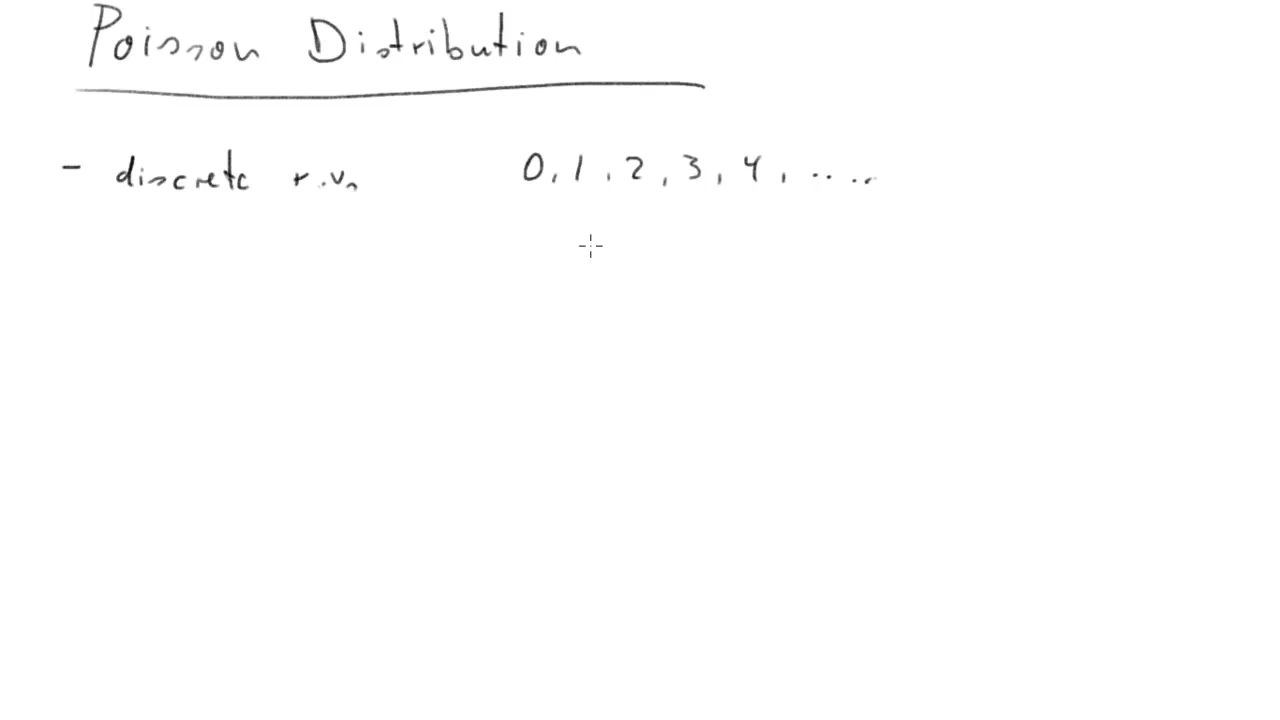 Poisson Distribution
- discrete r.v. 0, 1, 2, 3, 4, ....